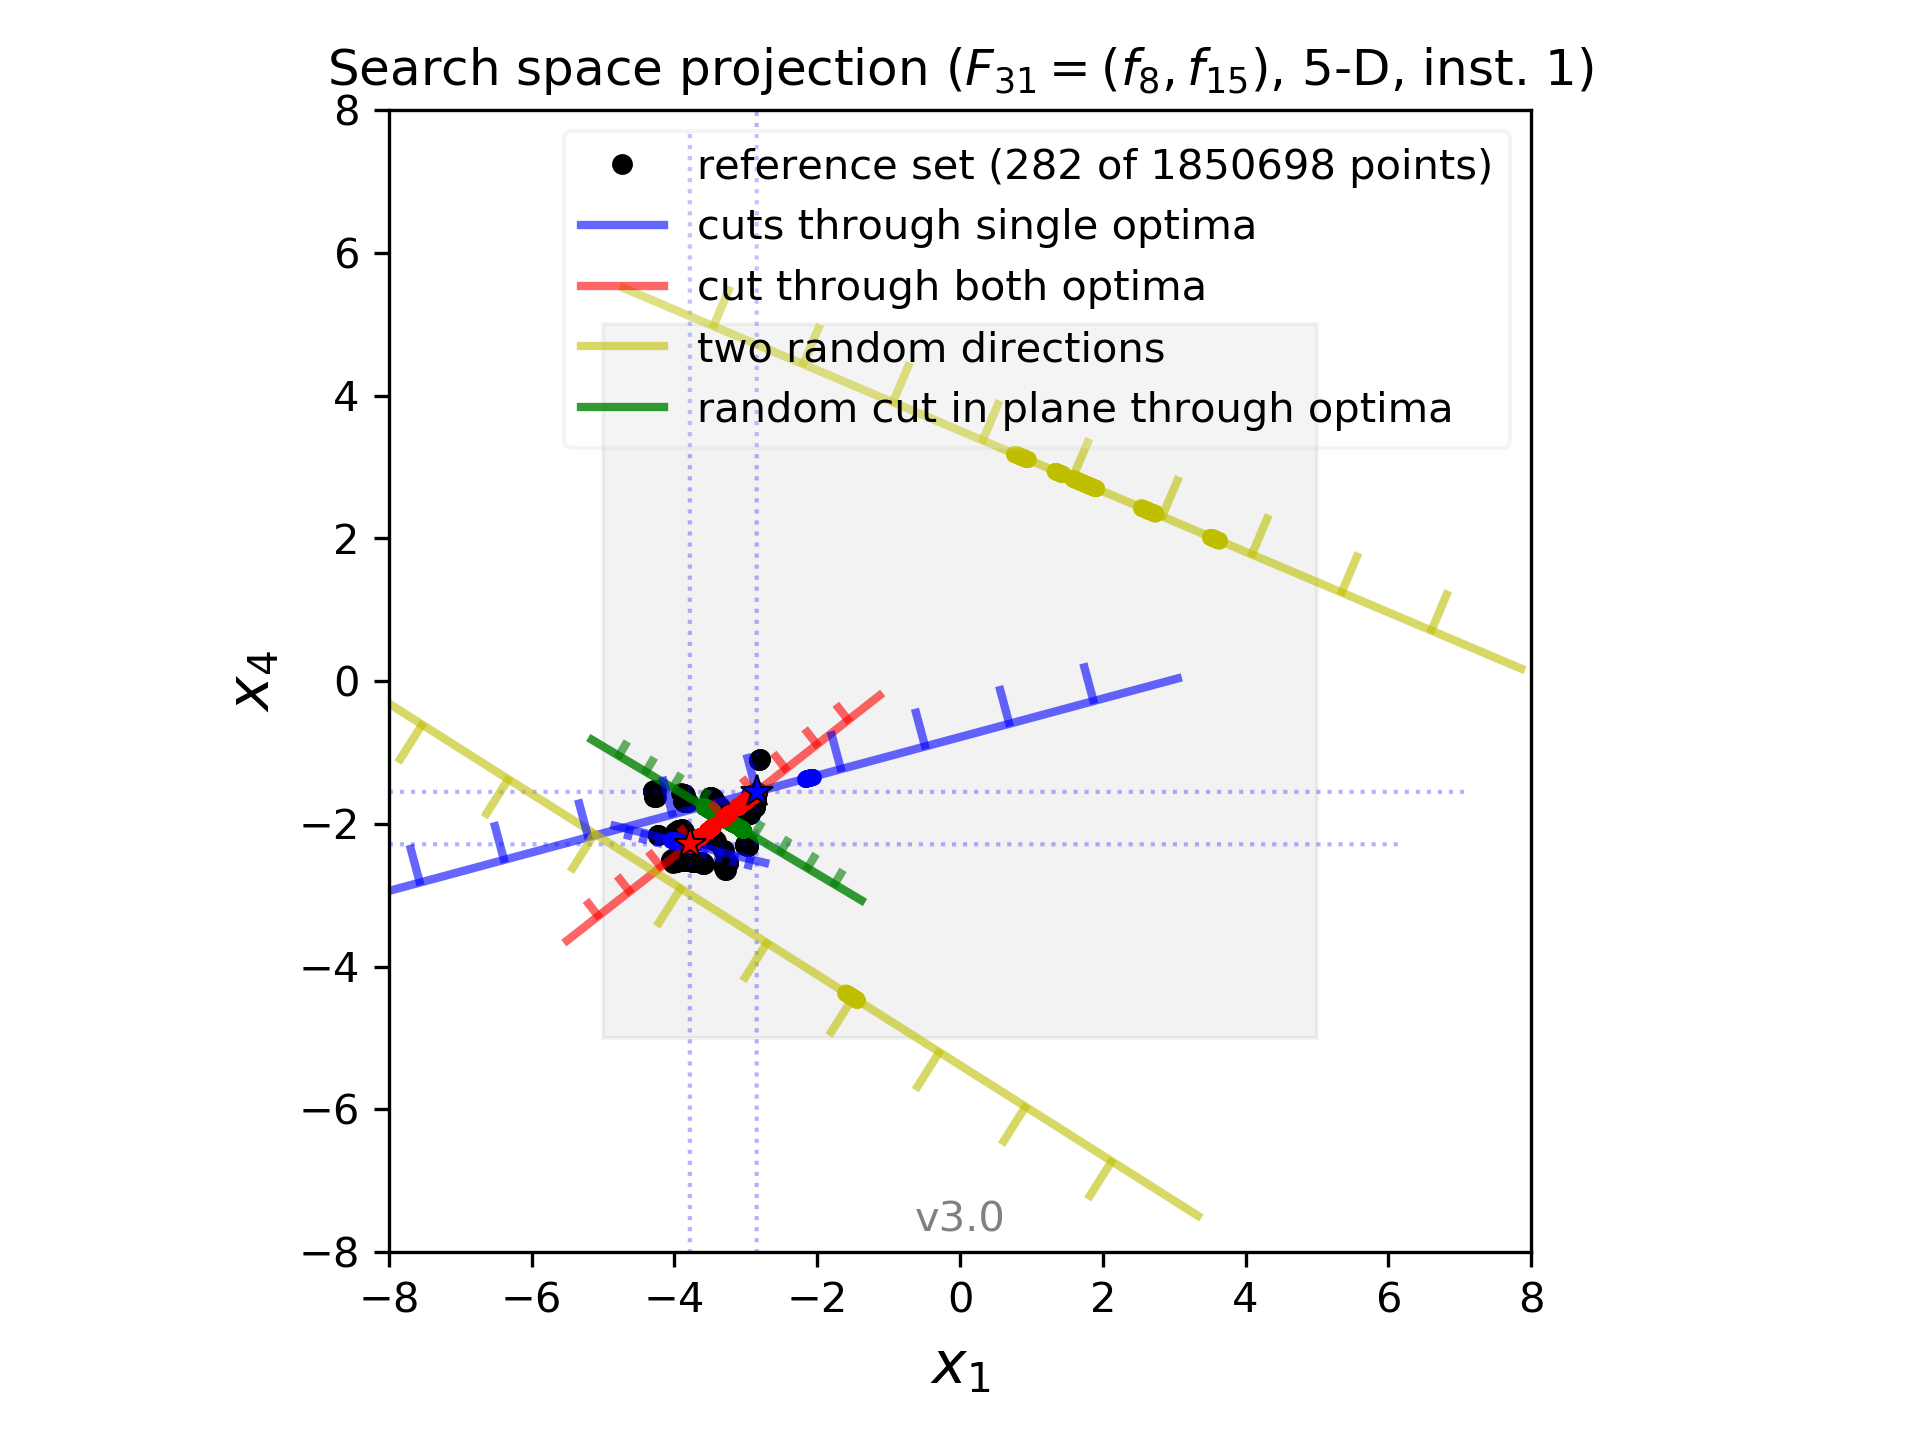 Search space projection (F₃₁ = (f₈, f₁₅), 5-D, inst. 1)
reference set (282 of 1850698 points)
cuts through single optima
cut through both optima
two random directions
random cut in plane through optima
8
6
4
2
0
−2
−4
−6
−8
x₄
v3.0
−8 −6 −4 −2 0 2 4 6 8
x₁